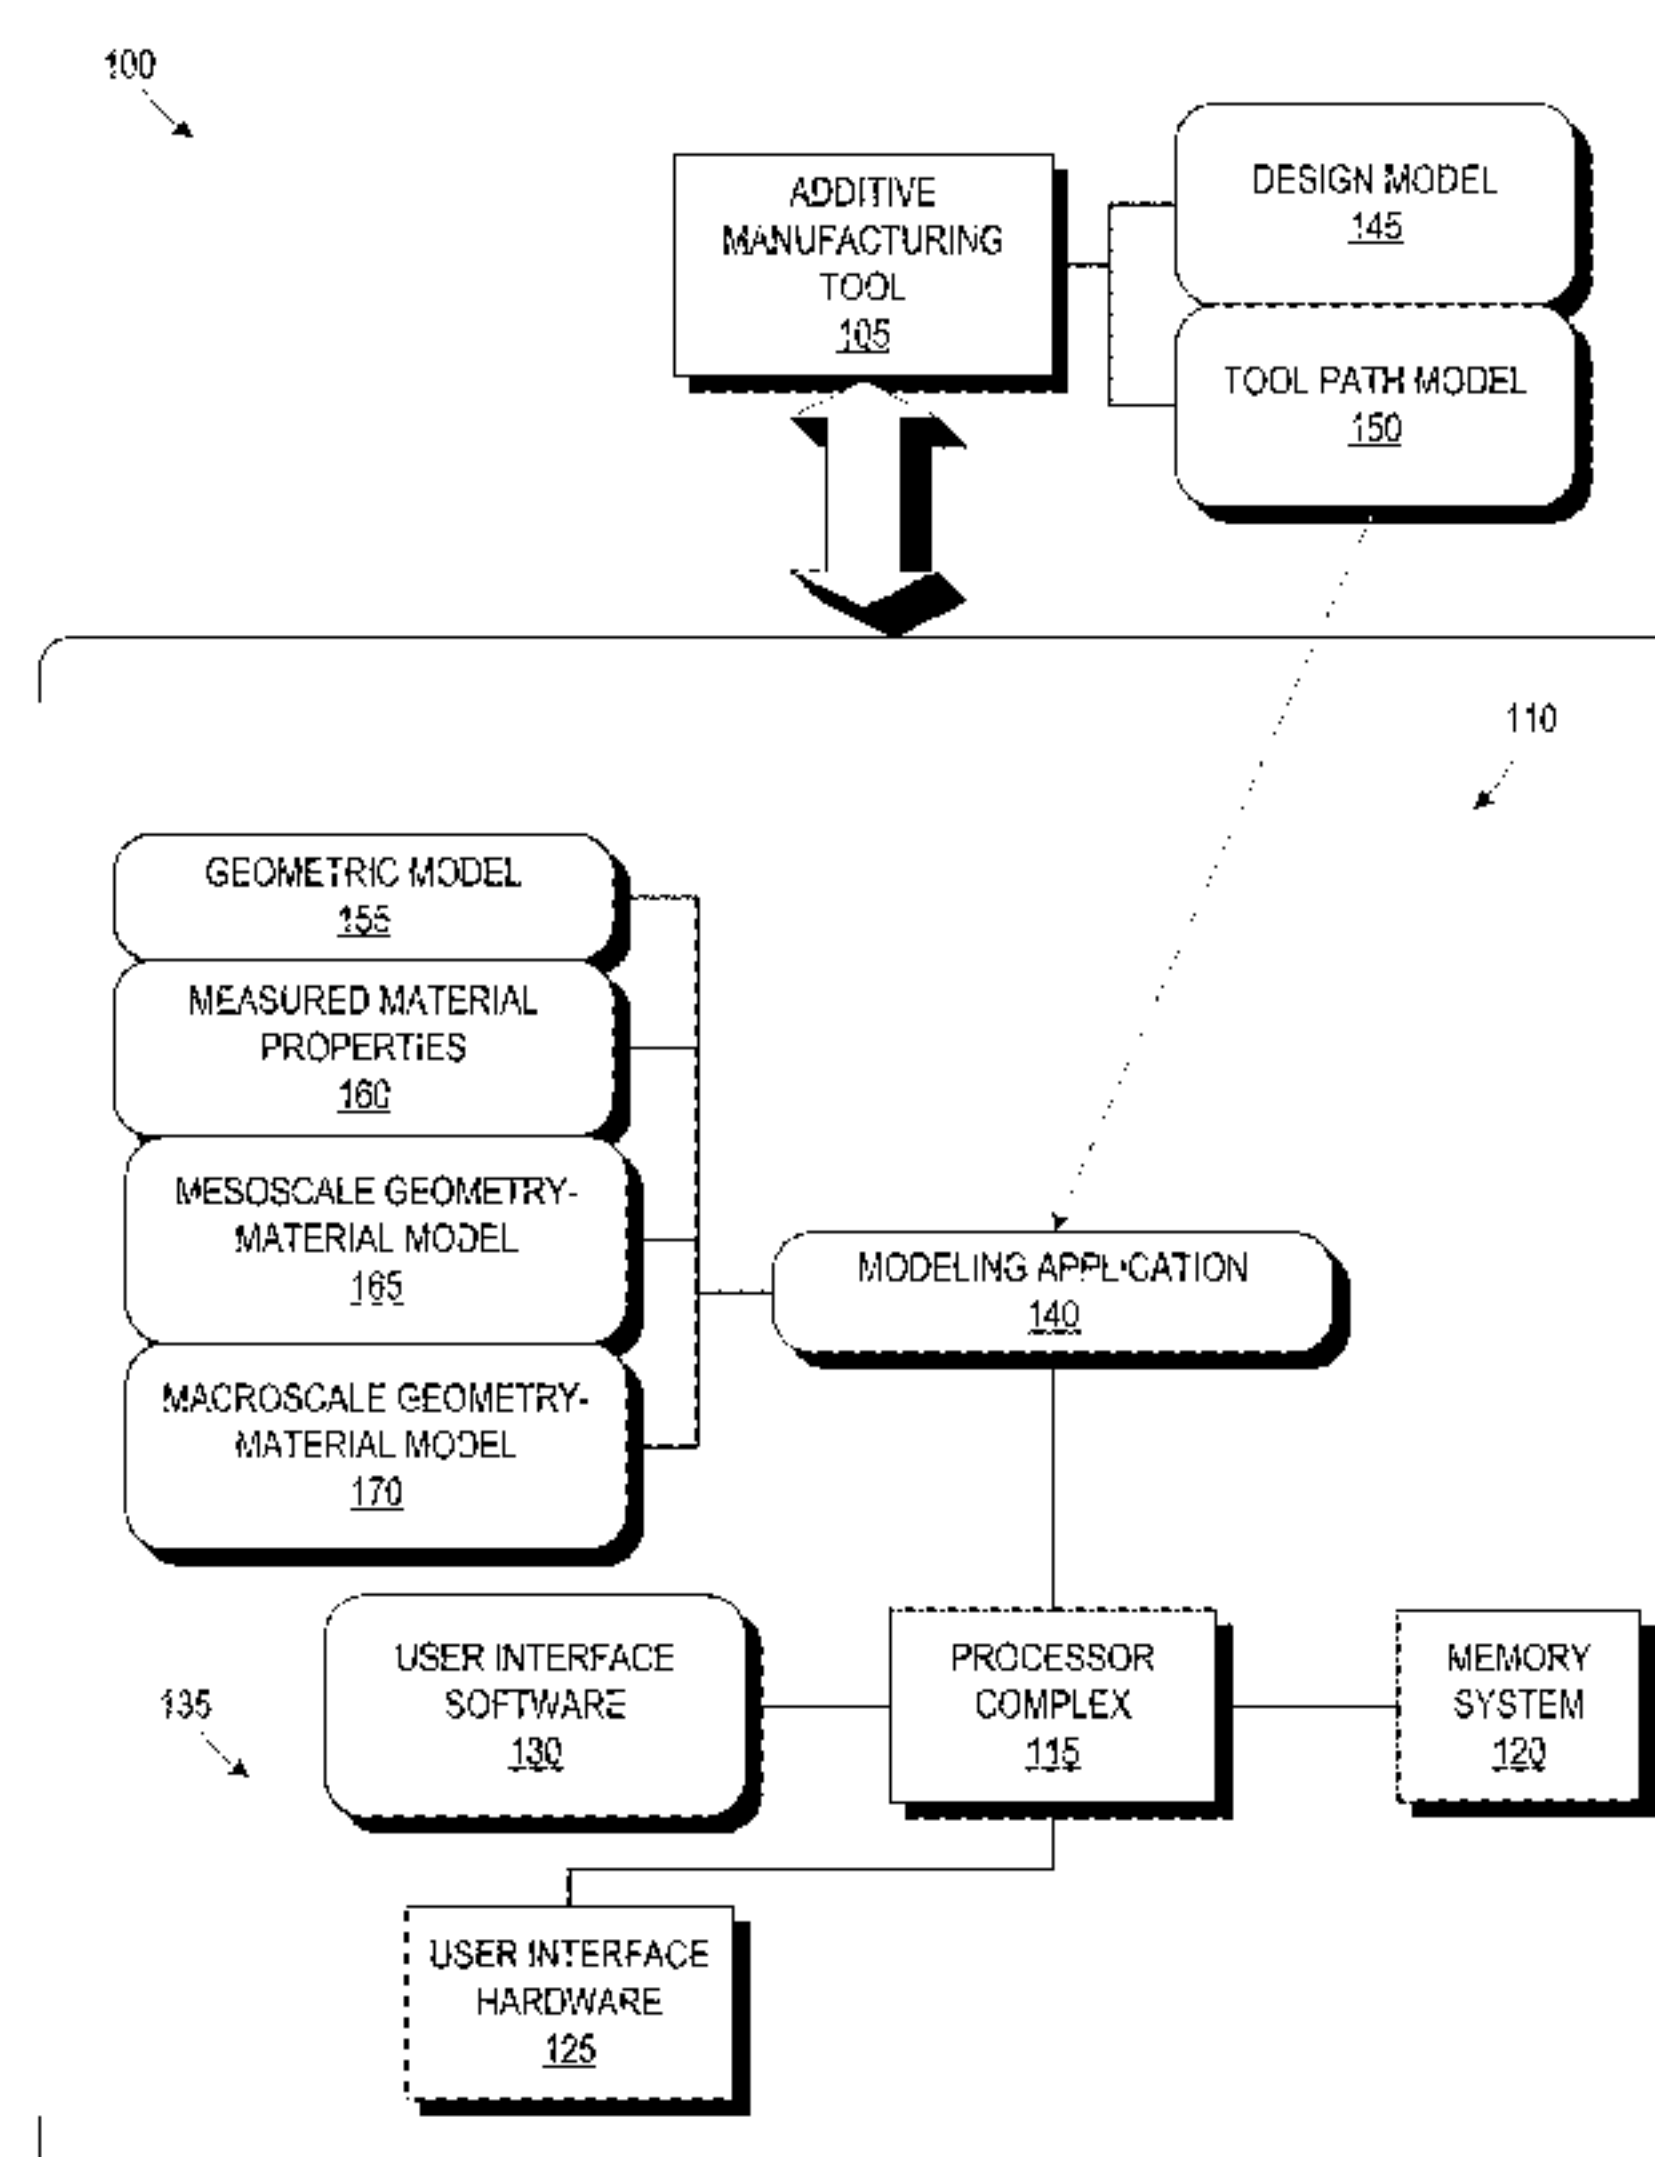 100
ADDITIVE
MANUFACTURING
TOOL
105
DESIGN MODEL
145
TOOL PATH MODEL
150
110
GEOMETRIC MODEL
155
MEASURED MATERIAL
PROPERTIES
160
MESOSCALE GEOMETRY-
MATERIAL MODEL
165
MACROSCALE GEOMETRY-
MATERIAL MODEL
170
MODELING APPLICATION
140
USER INTERFACE
SOFTWARE
130
135
PROCESSOR
COMPLEX
115
MEMORY
SYSTEM
120
USER INTERFACE
HARDWARE
125